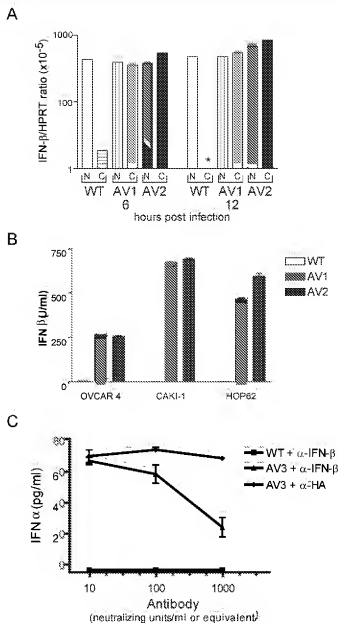 A
IFN-β/HPRT ratio (x10-5)
1000
100
1
N C N C N C N C N C N C
WT AV1 AV2 WT AV1 AV2
6 12
hours post infection
*
B
IFN β(U/ml)
750
500
250
0
OVCAR 4 CAKI-1 HOP62
WT
AV1
AV2
C
IFN α (pg/ml)
80
60
40
20
0
10 100 1000
Antibody
(neutralizing units/ml or equivalent)
WT + α-IFN-β
AV3 + α-IFN-β
AV3 + α-HA